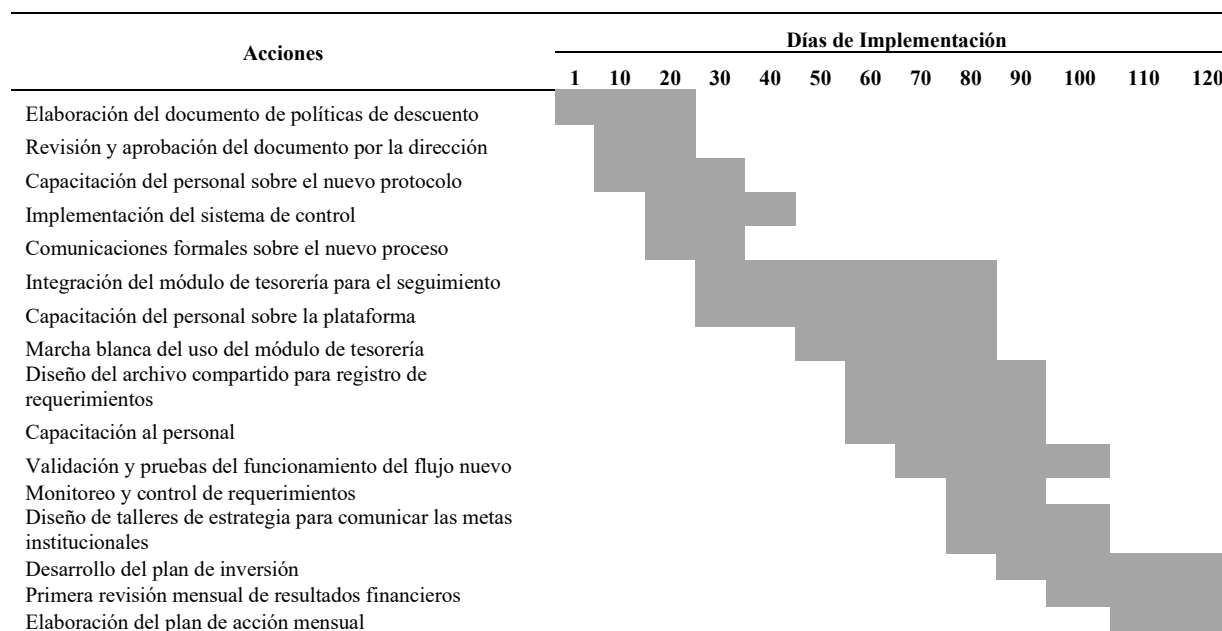 Acciones
Días de Implementación
1 10 20 30 40 50 60 70 80 90 100 110 120
Elaboración del documento de políticas de descuento
Revisión y aprobación del documento por la dirección
Capacitación del personal sobre el nuevo protocolo
Implementación del sistema de control
Comunicaciones formales sobre el nuevo proceso
Integración del módulo de tesorería para el seguimiento
Capacitación del personal sobre la plataforma
Marcha blanca del uso del módulo de tesorería
Diseño del archivo compartido para registro de
requerimientos
Capacitación al personal
Validación y pruebas del funcionamiento del flujo nuevo
Monitoreo y control de requerimientos
Diseño de talleres de estrategia para comunicar las metas
institucionales
Desarrollo del plan de inversión
Primera revisión mensual de resultados financieros
Elaboración del plan de acción mensual